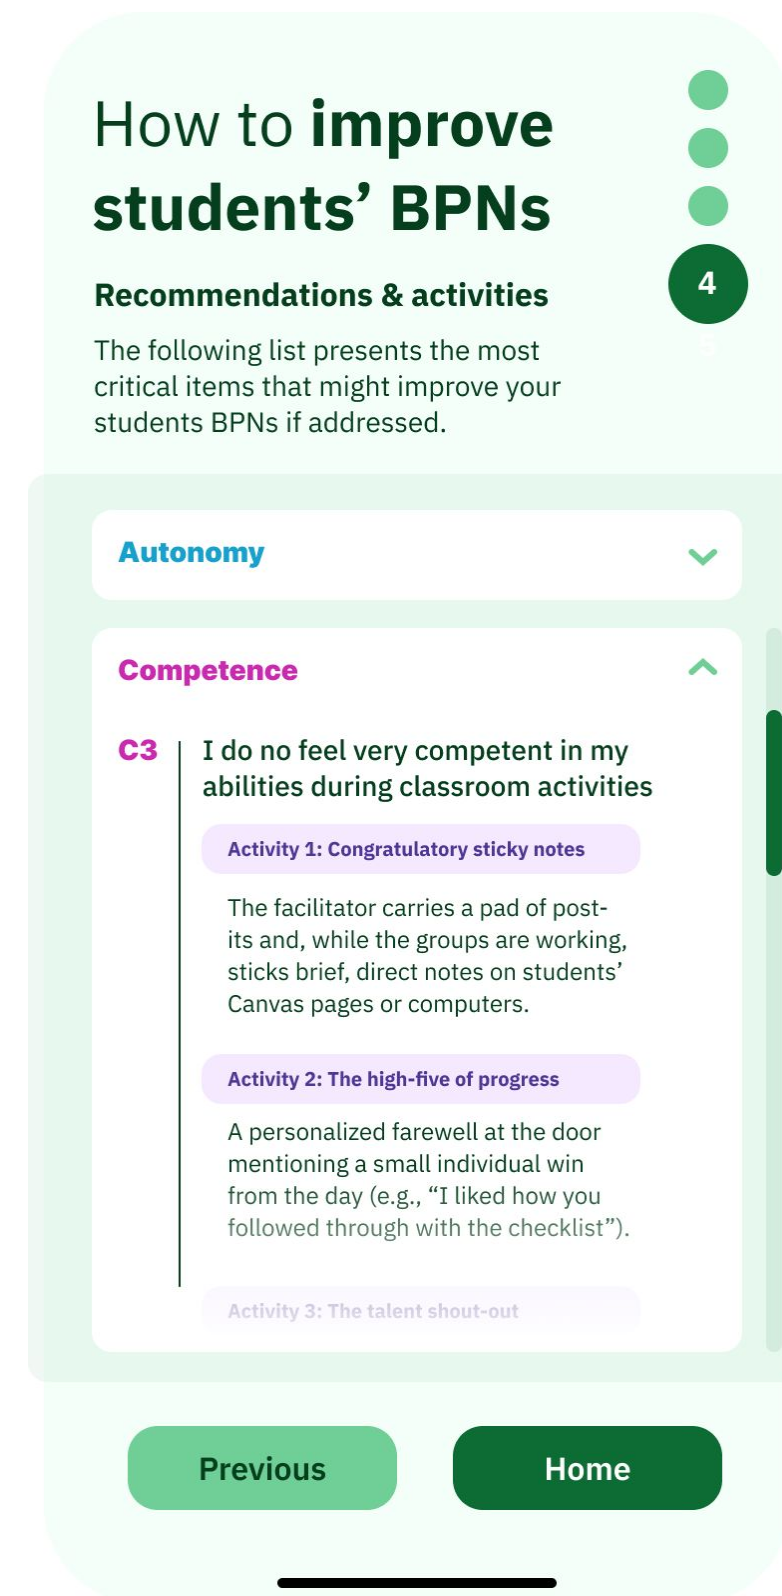 How to improve
students’ BPNs
4
5
Recommendations & activities
The following list presents the most
critical items that might improve your
students BPNs if addressed.
Autonomy
Competence
C3
I do no feel very competent in my
abilities during classroom activities
Activity 1: Congratulatory sticky notes
The facilitator carries a pad of post-
its and, while the groups are working,
sticks brief, direct notes on students’
Canvas pages or computers.
Activity 2: The high-five of progress
A personalized farewell at the door
mentioning a small individual win
from the day (e.g., “I liked how you
followed through with the checklist”).
Activity 3: The talent shout-out
Previous
Home